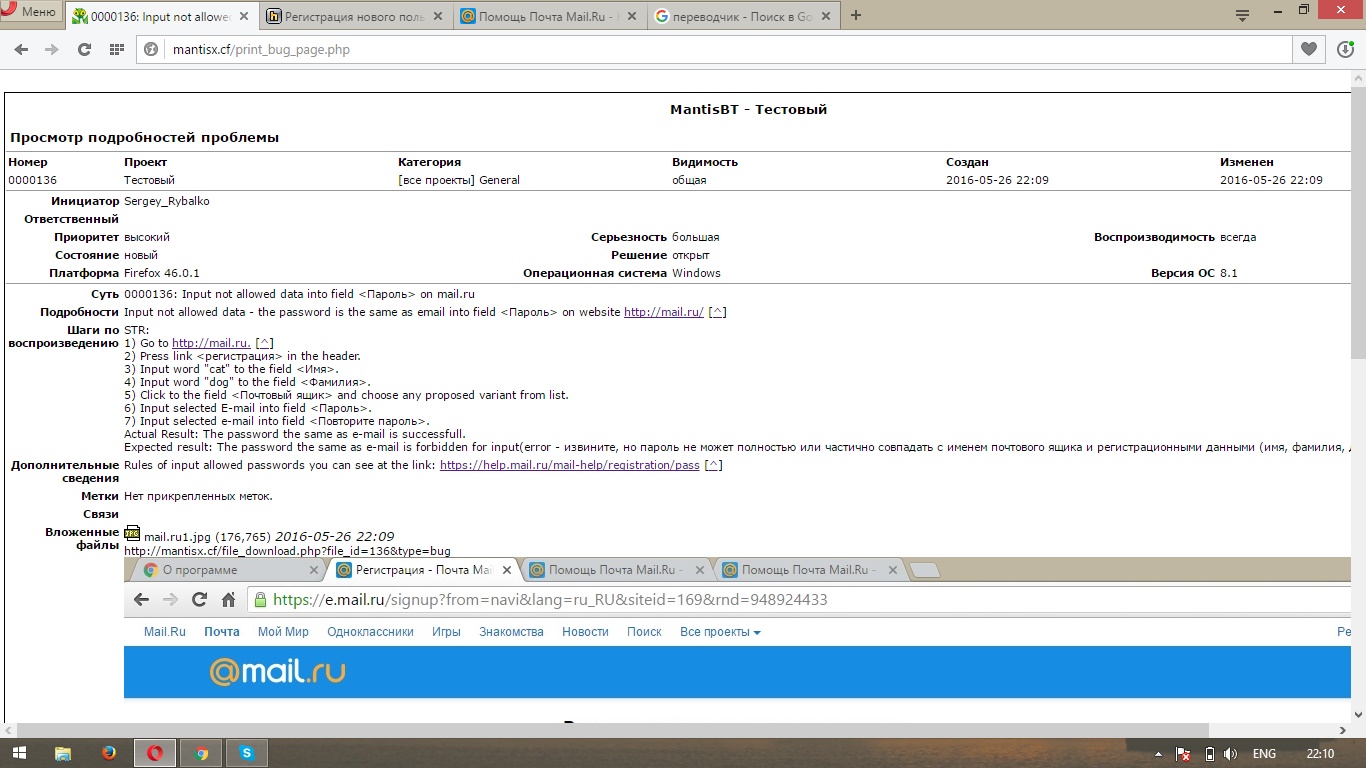 Меню
0000136: Input not allowe
Регистрация нового поль
Помощь Почта Mail.Ru -
переводчик - Поиск в Go
mantisx.cf/print_bug_page.php
MantisBT - Тестовый
Просмотр подробностей проблемы
Номер Проект Категория Видимость Создан Изменен
0000136 Тестовый [все проекты] General общая 2016-05-26 22:09 2016-05-26 22:09
Инициатор Sergey_Rybalko
Ответственный
Приоритет высокий Серьезность большая Воспроизводимость всегда
Состояние новый Решение открыт
Платформа Firefox 46.0.1 Операционная система Windows Версия ОС 8.1
Суть 0000136: Input not allowed data into field <Пароль> on mail.ru
Подробности Input not allowed data - the password is the same as email into field <Пароль> on website http://mail.ru/ [^]
Шаги по воспроизведению STR:
1) Go to http://mail.ru. [^]
2) Press link <регистрация> in the header.
3) Input word "cat" to the field <Имя>.
4) Input word "dog" to the field <Фамилия>.
5) Click to the field <Почтовый ящик> and choose any proposed variant from list.
6) Input selected E-mail into field <Пароль>.
7) Input selected e-mail into field <Повторите пароль>.
Actual Result: The password the same as e-mail is successfull.
Expected result: The password the same as e-mail is forbidden for input(error - извините, но пароль не может полностью или частично совпадать с именем почтового ящика и регистрационными данными (имя, фамилия,
Дополнительные сведения Rules of input allowed passwords you can see at the link: https://help.mail.ru/mail-help/registration/pass [^]
Метки Нет прикрепленных меток.
Связи
Вложенные файлы mail.ru1.jpg (176,765) 2016-05-26 22:09
http://mantisx.cf/file_download.php?file_id=136&type=bug
О программе
Регистрация - Почта Mai
Помощь Почта Mail.Ru -
Помощь Почта Mail.Ru -
https://e.mail.ru/signup?from=navi&lang=ru_RU&siteid=169&rnd=948924433
Mail.Ru Почта Мой Мир Одноклассники Игры Знакомства Новости Поиск Все проекты Ре
@mail.ru
ENG 22:10